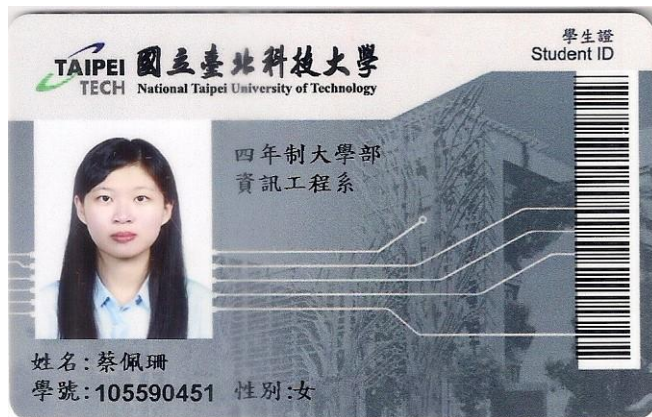 學生證
Student ID
TAIPEI
TECH
國立臺北科技大學
National Taipei University of Technology
四年制大學部
資訊工程系
姓名:蔡佩珊
學號:105590451 性別:女